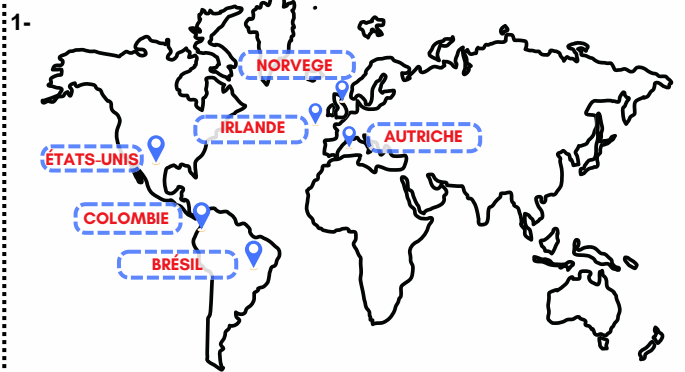 1-
NORVEGE
IRLANDE
AUTRICHE
ÉTATS-UNIS
COLOMBIE
BRÉSIL